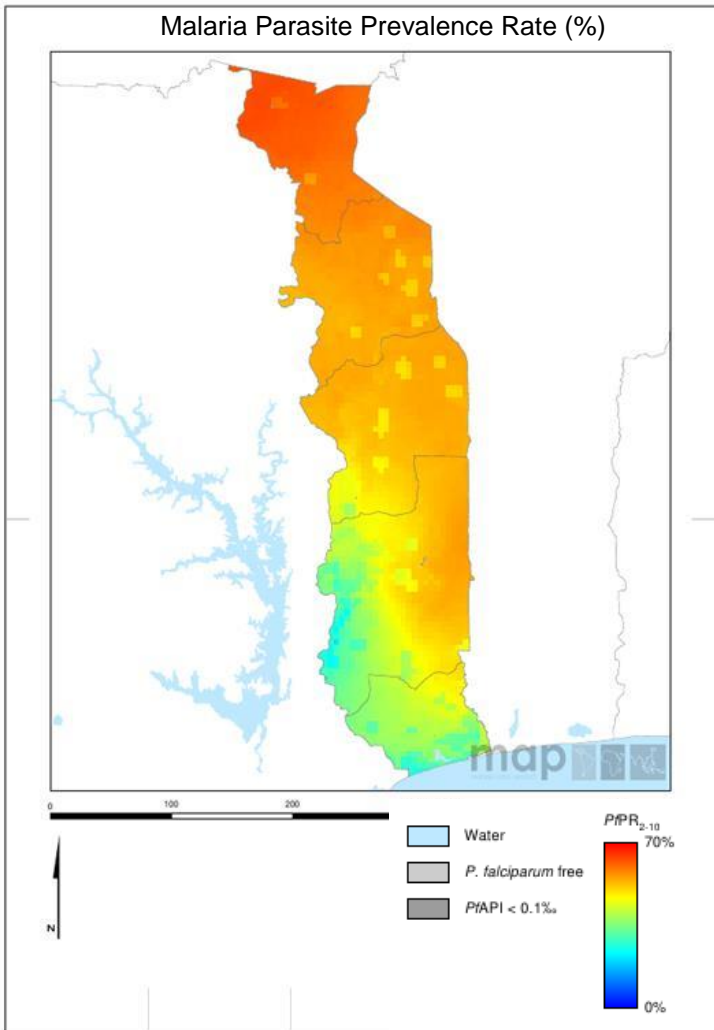 Malaria Parasite Prevalence Rate (%)
map
0 100 200
N
Water
P. falciparum free
PfAPI < 0.1‰
PfPR2-10
70%
0%